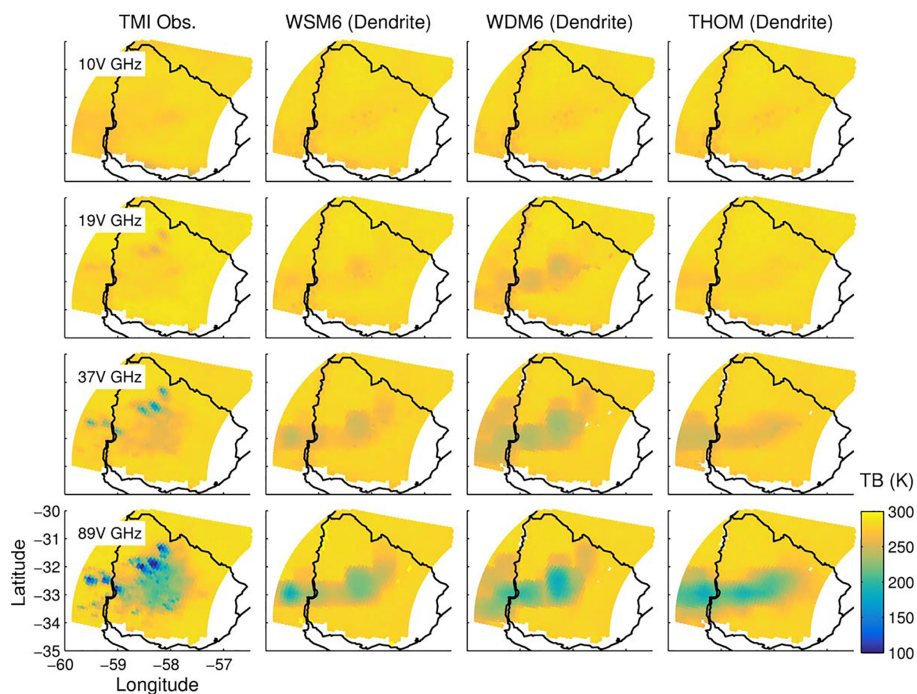 TMI Obs. WSM6 (Dendrite) WDM6 (Dendrite) THOM (Dendrite)
10V GHz
19V GHz
37V GHz
TB (K)
89V GHz
−30
−31
−32
−33
−34
−35
Latitude
300
250
200
150
100
−60 −59 −58 −57
Longitude